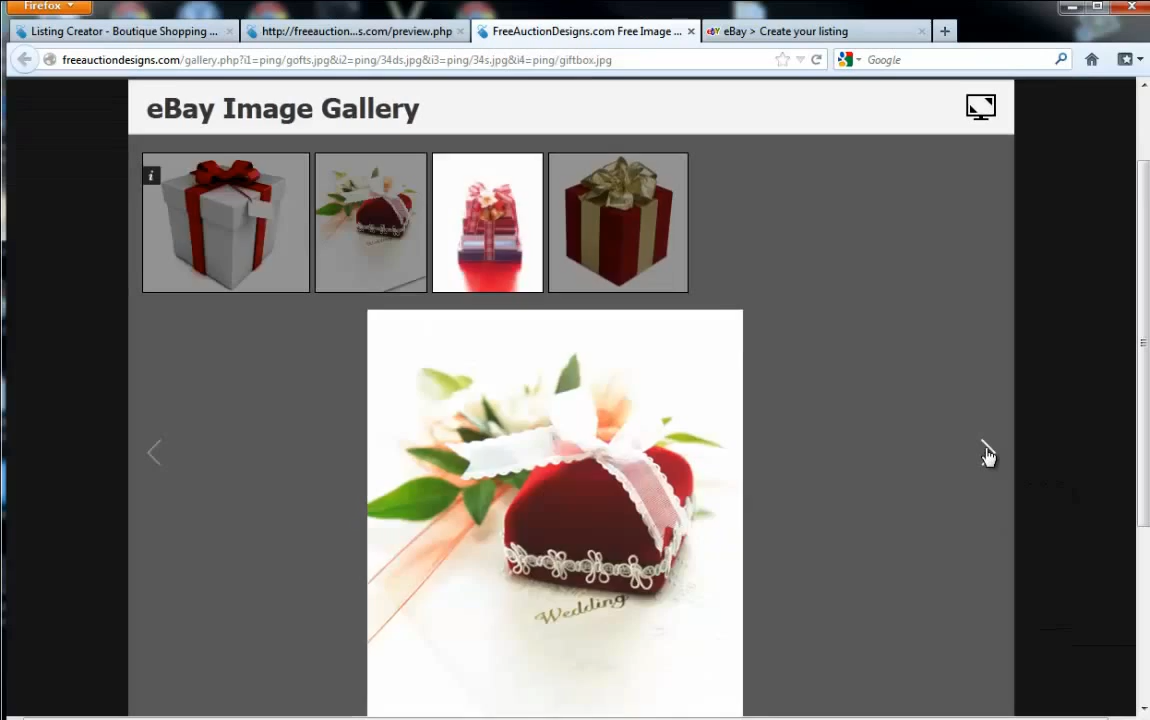 Firefox
Listing Creator - Boutique Shopping ...
http://freeauction...s.com/preview.php
FreeAuctionDesigns.com Free Image ...
eBay > Create your listing
freeauctiondesigns.com/gallery.php?i1=ping/gofts.jpg&i2=ping/34ds.jpg&i3=ping/34s.jpg&i4=ping/giftbox.jpg
Google
eBay Image Gallery
i
Wedding